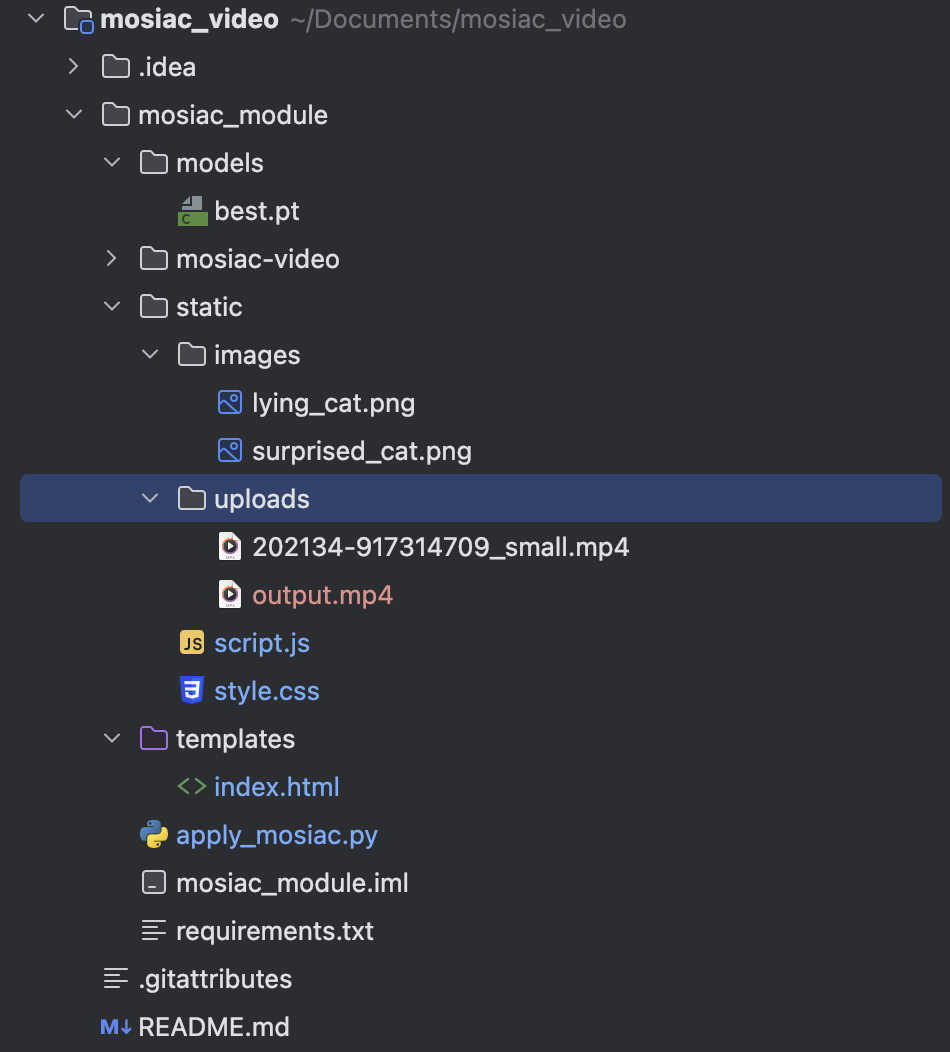 mosiac_video ~/Documents/mosiac_video
.idea
mosiac_module
models
C best.pt
mosiac-video
static
images
lying_cat.png
surprised_cat.png
uploads
202134-917314709_small.mp4
output.mp4
JS script.js
style.css
templates
<> index.html
apply_mosiac.py
mosiac_module.iml
requirements.txt
.gitattributes
M↓ README.md